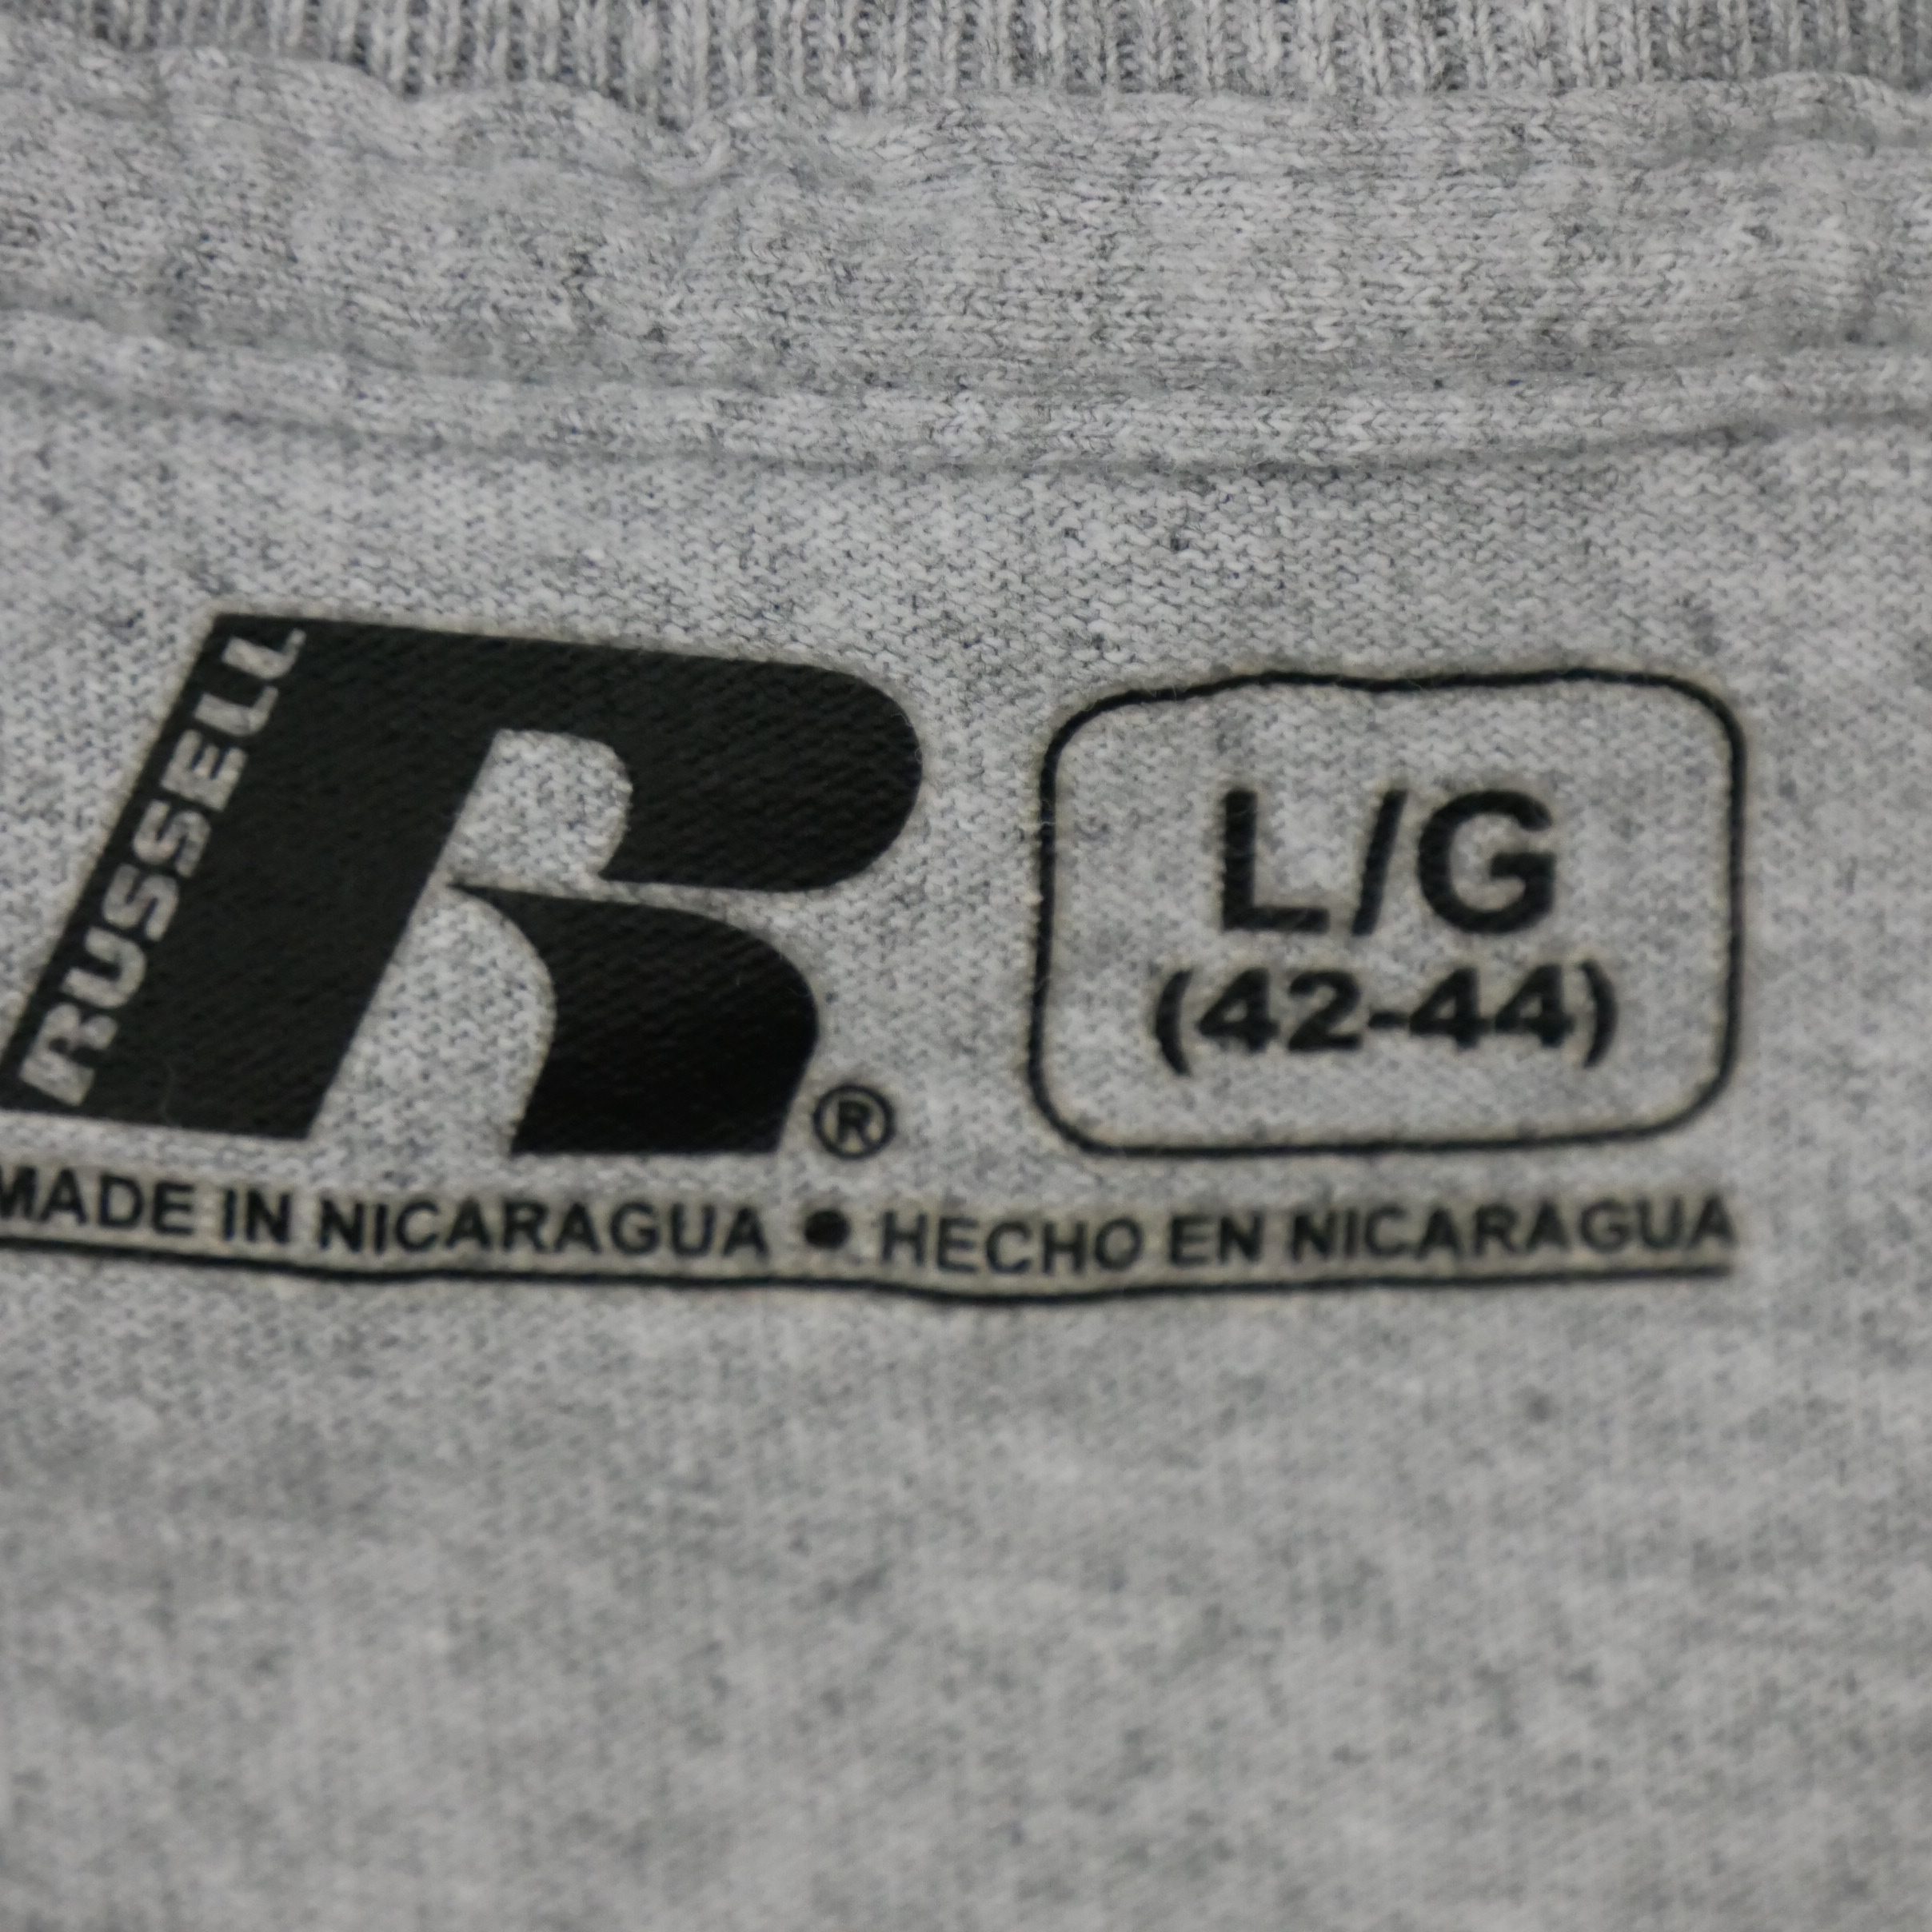 RUSSELL
R®
L/G
(42-44)
MADE IN NICARAGUA • HECHO EN NICARAGUA